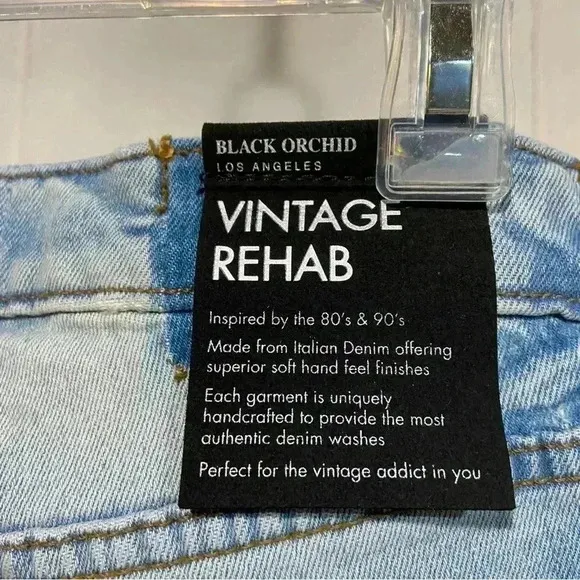 BLACK ORCHID
LOS ANGELES
VINTAGE
REHAB
Inspired by the 80's & 90's
Made from Italian Denim offering
superior soft hand feel finishes
Each garment is uniquely
handcrafted to provide the most
authentic denim washes
Perfect for the vintage addict in you